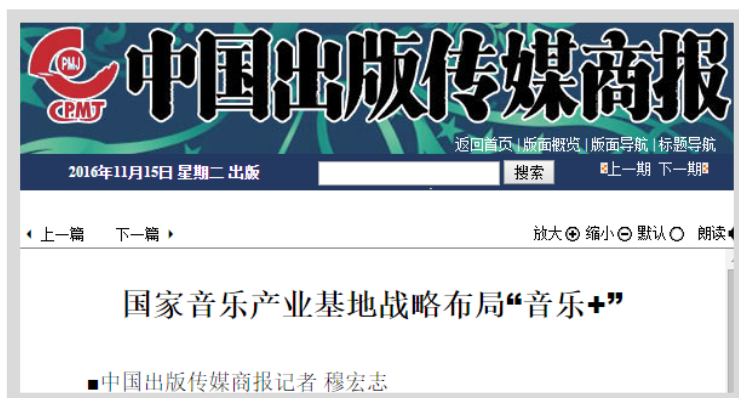 PMJ
CPMJ
中国出版传媒商报
返回首页 | 版面概览 | 版面导航 | 标题导航
2016年11月15日 星期二 出版 搜索 上一期 下一期
上一篇 下一篇 放大 缩小 默认 朗读
国家音乐产业基地战略布局“音乐+”
■中国出版传媒商报记者 穆宏志